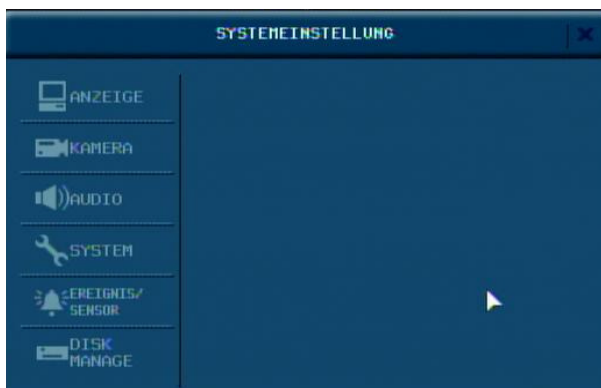 SYSTEMEINSTELLUNG
ANZEIGE
KAMERA
AUDIO
SYSTEM
EREIGNIS/
SENSOR
DISK
MANAGE